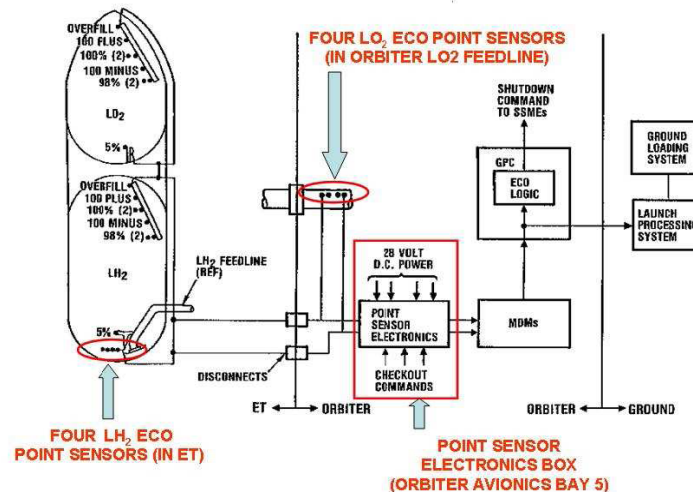 OVERFILL
100 PLUS
100% (2)
100 MINUS
98% (2)
LO₂
5%
OVERFILL
100 PLUS
100% (2)
100 MINUS
98% (2)
LH₂
5%
LH₂
FEEDLINE
(REF)
DISCONNECTS
FOUR LH₂ ECO
POINT SENSORS (IN ET)
FOUR LO₂ ECO POINT SENSORS
(IN ORBITER LO2 FEEDLINE)
28 VOLT
D.C. POWER
POINT
SENSOR
ELECTRONICS
CHECKOUT
COMMANDS
ET
ORBITER
POINT SENSOR
ELECTRONICS BOX
(ORBITER AVIONICS BAY 5)
SHUTDOWN
COMMAND
TO SSMEs
GPC
ECO
LOGIC
MDMs
GROUND
LOADING
SYSTEM
LAUNCH
PROCESSING
SYSTEM
ORBITER
GROUND